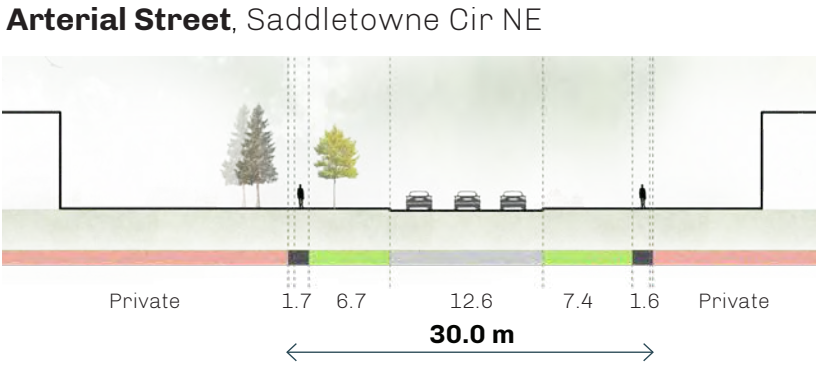 Arterial Street, Saddletowne Cir NE
Private 1.7 6.7 12.6 7.4 1.6 Private
30.0 m